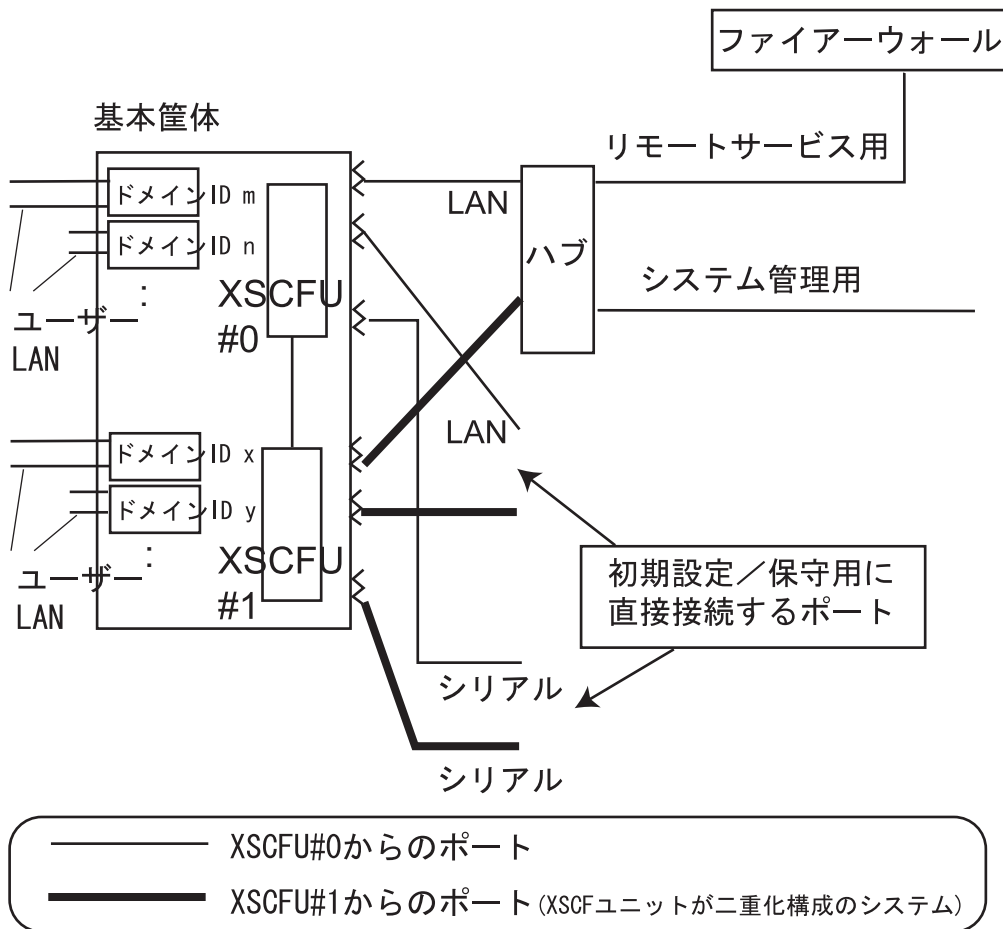 ファイアーウォール
基本筐体
リモートサービス用
ドメインID m
LAN
ドメインID n
ハブ
XSCFU
#0
システム管理用
：
ユーザー
LAN
LAN
ドメインID x
ドメインID y
XSCFU
#1
：
ユーザー
LAN
初期設定／保守用に
直接接続するポート
シリアル
シリアル
XSCFU#0からのポート
XSCFU#1からのポート(XSCFユニットが二重化構成のシステム)